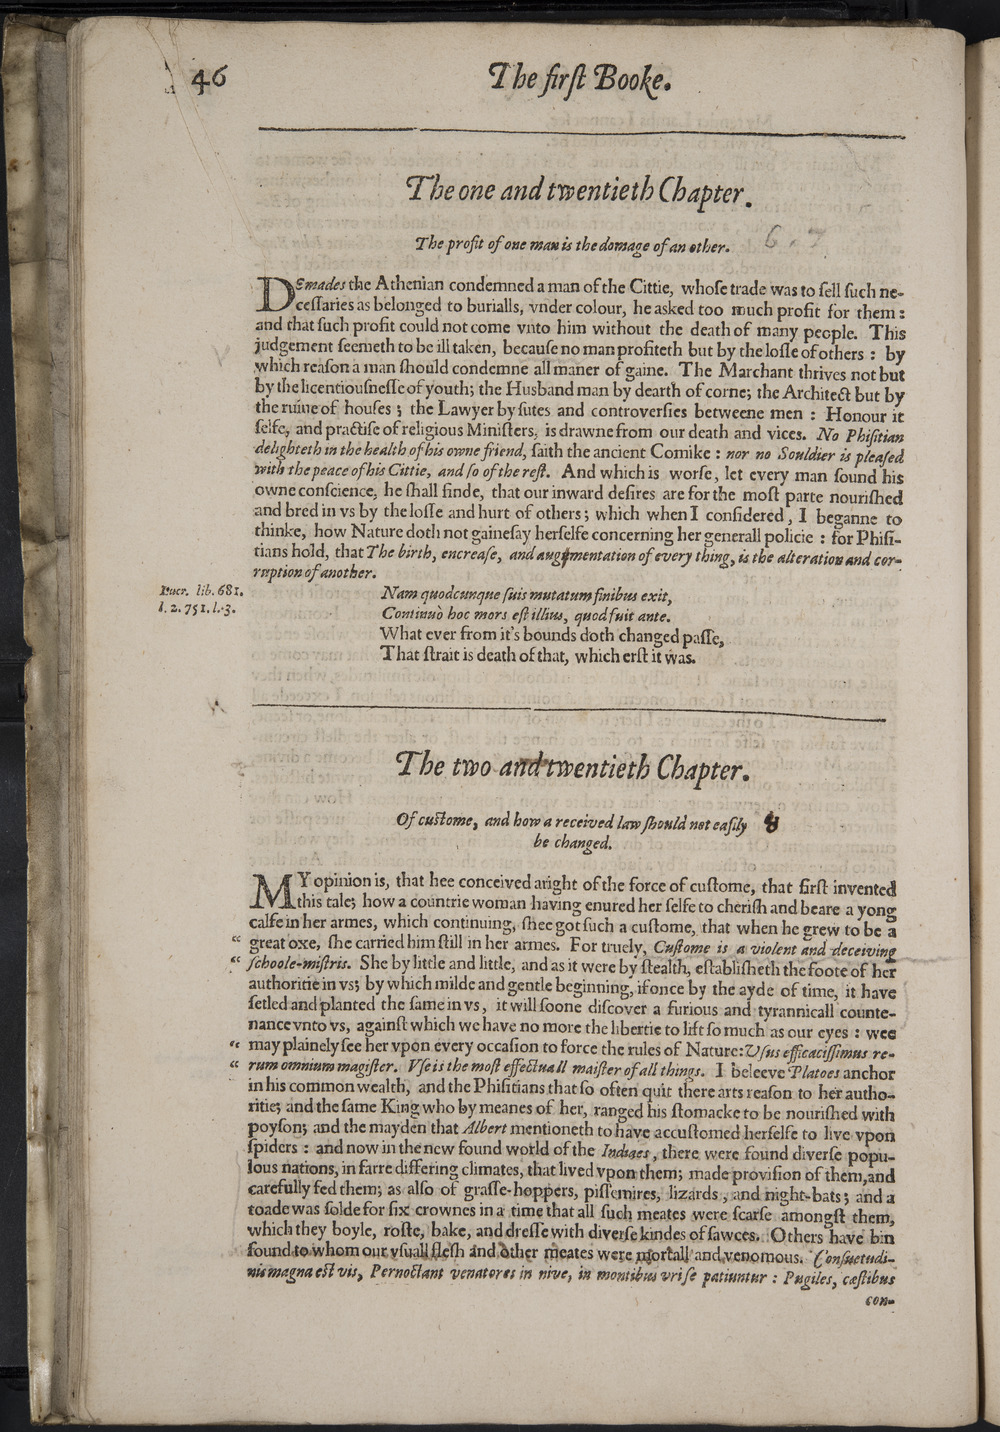 46 The firſt Booke.
The one and twentieth Chapter.
The profit of one man is the domage of an other. 6. 7
DEmades the Athenian condemned a man of the Cittie, whoſe trade was to ſell ſuch ne-
ceſſaries as belonged to burialls, vnder colour, he asked too much profit for them:
and that ſuch profit could not come vnto him without the death of many people. This
judgement ſeemeth to be ill taken, becauſe no man profiteth but by the loſſe of others: by
which reaſon a man ſhould condemne all maner of gaine. The Marchant thrives not but
by the licentiouſneſſe of youth; the Husband man by dearth of corne; the Architect but by
the ruine of houſes; the Lawyer by ſutes and controverſies betweene men: Honour it
ſelfe, and practiſe of religious Miniſters, is drawne from our death and vices. No Phiſitian
delighteth in the health of his owne friend, ſaith the ancient Comike: nor no Souldier is pleaſed
with the peace of his Cittie, and ſo of the reſt. And which is worſe, let every man ſound his
owne conſcience, he ſhall finde, that our inward deſires are for the moſt parte nouriſhed
and bred in vs by the loſſe and hurt of others; which when I conſidered, I beganne to
thinke, how Nature doth not gaineſay herſelfe concerning her generall policie: for Phiſi-
tians hold, that The birth, encreaſe, and augmentation of every thing, is the alteration and cor-
ruption of another.
Lucr. lib. 681.
l. 2. 751. l. 3.
Nam quodcunque ſuis mutatum finibus exit,
Continuò hoc mors eſt illius, quod fuit ante.
What ever from it's bounds doth changed paſſe,
That ſtrait is death of that, which erſt it was.
The two and twentieth Chapter.
Of cuſtome, and how a received law ſhould not eaſily
be changed.
MY opinion is, that hee conceived aright of the force of cuſtome, that firſt invented
this tale; how a countrie woman having enured her ſelfe to cheriſh and beare a yong
calfe in her armes, which continuing, ſhee got ſuch a cuſtome, that when he grew to be a
“ great oxe, ſhe carried him ſtill in her armes. For truely, Cuſtome is a violent and deceiving
“ ſchoole-miſtris. She by little and little, and as it were by ſtealth, eſtabliſheth the foote of her
authoritie in vs; by which milde and gentle beginning, if once by the ayde of time, it have
ſetled and planted the ſame in vs, it will ſoone diſcover a furious and tyrannicall counte-
nance vnto vs, againſt which we have no more the libertie to lift ſo much as our eyes: wee
“ may plainely ſee her vpon every occaſion to force the rules of Nature: Vſus efficaciſſimus re-
“ rum omnium magiſter. Vſe is the moſt effectuall maiſter of all things. I beleeve Platoes anchor
in his common wealth, and the Phiſitians that ſo often quit there arts reaſon to her autho-
ritie; and the ſame King who by meanes of her, ranged his ſtomacke to be nouriſhed with
poyſon; and the mayden that Albert mentioneth to have accuſtomed herſelfe to live vpon
ſpiders: and now in the new found world of the Indiaes, there were found diverſe popu-
lous nations, in farre differing climates, that lived vpon them; made proviſion of them, and
carefully fed them; as alſo of graſſe-hoppers, piſſemires, lizards, and night-bats; and a
toade was ſolde for ſix crownes in a time that all ſuch meates were ſcarſe amongſt them,
which they boyle, roſte, bake, and dreſſe with diverſe kindes of ſawces. Others have bin
found to whom our vſuall fleſh and other meates were mortall and venomous. Conſuetudi-
nis magna eſt vis, Pernoctant venatores in nive, in montibus vri ſe patiuntur: Pugiles, cæſtibus
con-